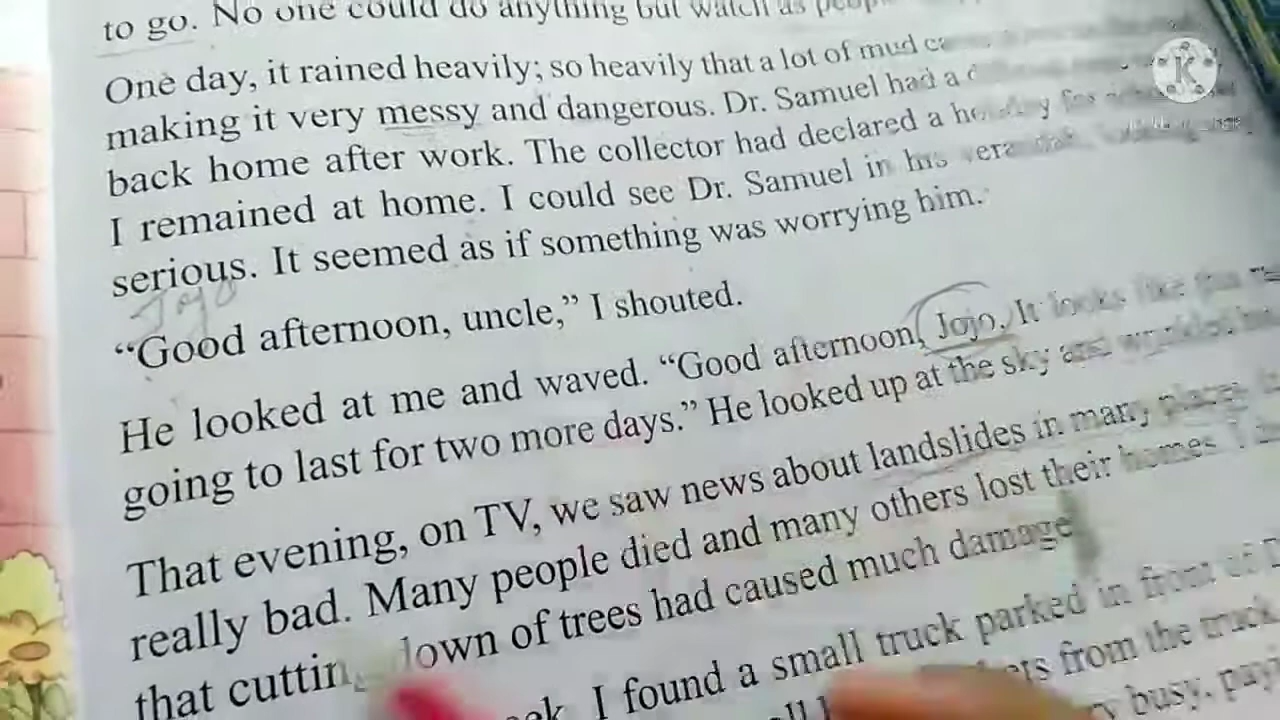 to go. No one could do anything but watch as
One day, it rained heavily; so heavily that a lot of mud
making it very messy and dangerous. Dr. Samuel had a
back home after work. The collector had declared a holiday for
I remained at home. I could see Dr. Samuel in his
serious. It seemed as if something was worrying him.
Jojo
“Good afternoon, uncle,” I shouted.
He looked at me and waved. “Good afternoon, Jojo. It looks like this
going to last for two more days.” He looked up at the sky and
That evening, on TV, we saw news about landslides in many places
really bad. Many people died and many others lost their homes. I
that cutting down of trees had caused much damage
I found a small truck parked in front of
from the truck
busy,
K